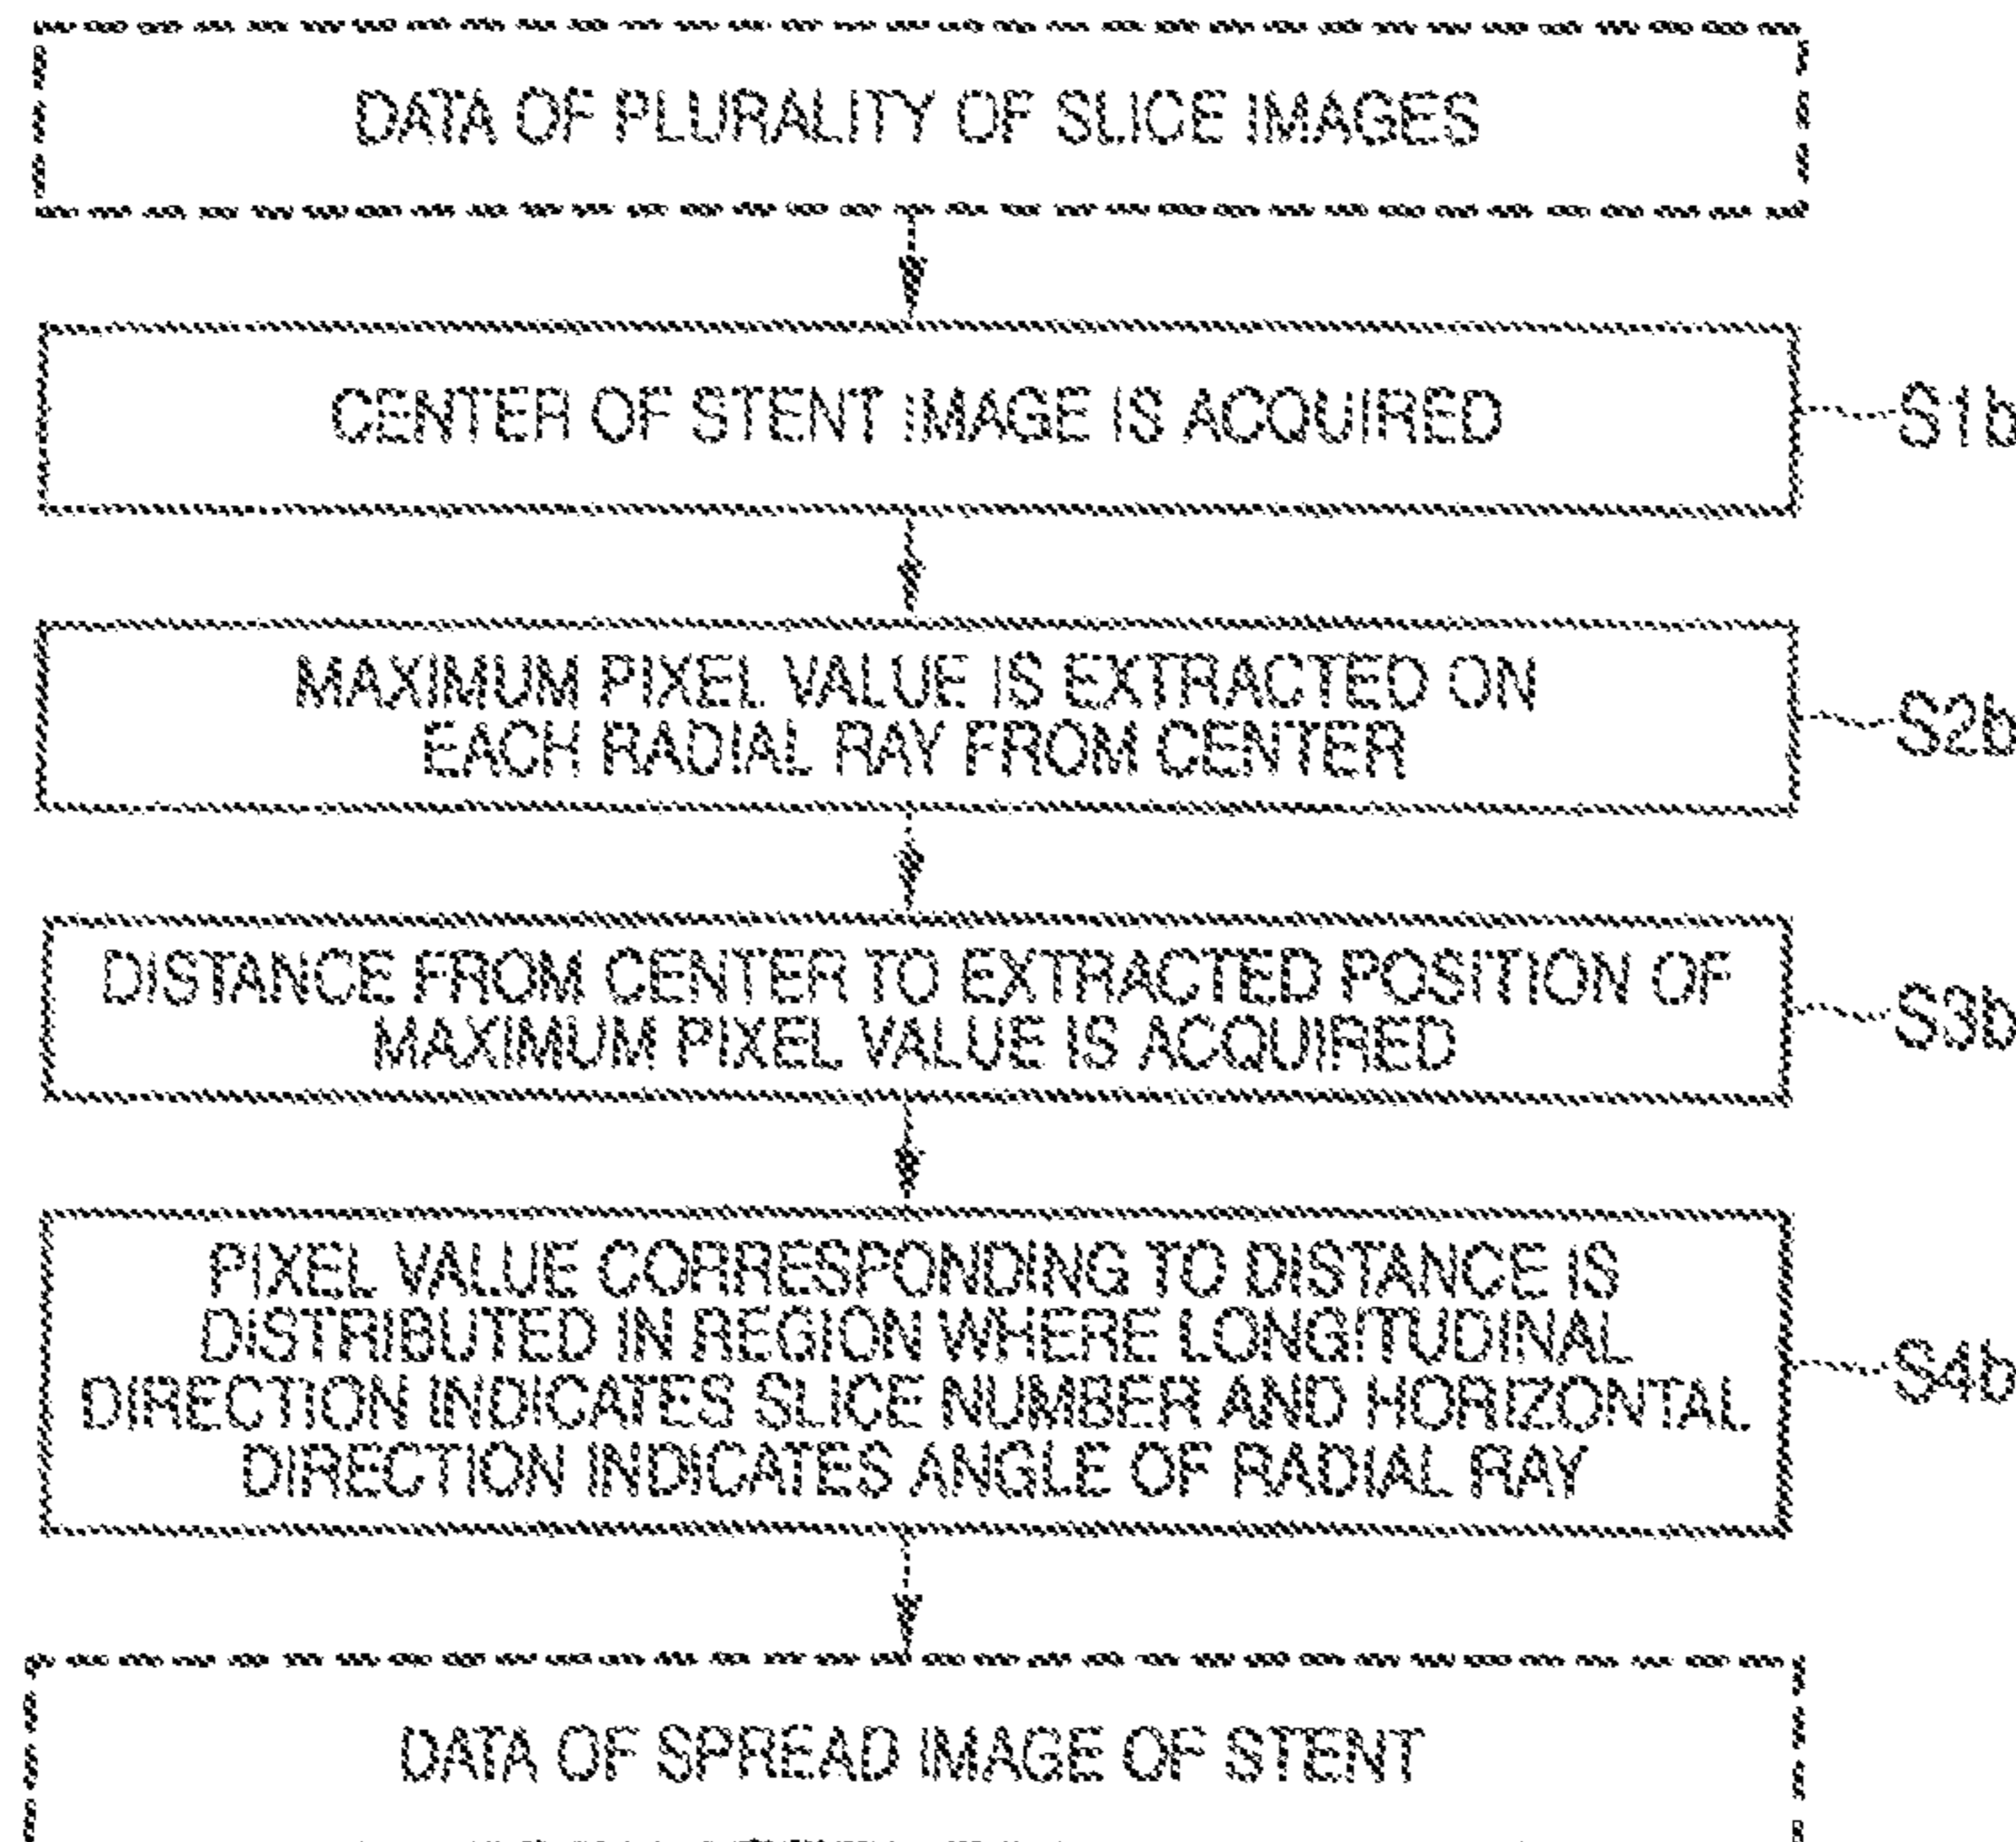 DATA OF PLURALITY OF SLICE IMAGES
CENTER OF STENT IMAGE IS ACQUIRED
S1b
MAXIMUM PIXEL VALUE IS EXTRACTED ON
EACH RADIAL RAY FROM CENTER
S2b
DISTANCE FROM CENTER TO EXTRACTED POSITION OF
MAXIMUM PIXEL VALUE IS ACQUIRED
S3b
PIXEL VALUE CORRESPONDING TO DISTANCE IS
DISTRIBUTED IN REGION WHERE LONGITUDINAL
DIRECTION INDICATES SLICE NUMBER AND HORIZONTAL
DIRECTION INDICATES ANGLE OF RADIAL RAY
S4b
DATA OF SPREAD IMAGE OF STENT